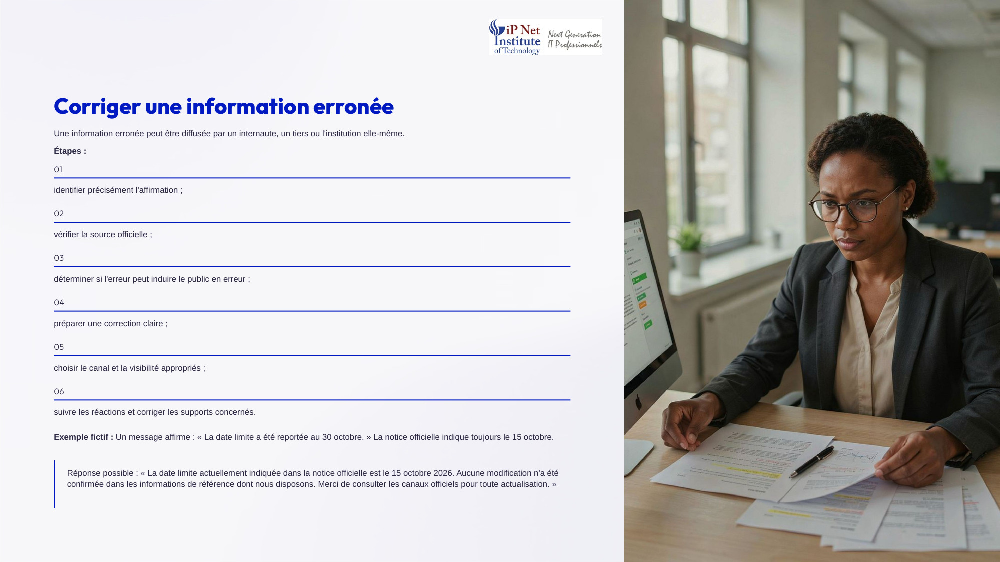 iP Net
Institute
of Technology
Next Generation
IT Professionnels
Corriger une information erronée
Une information erronée peut être diffusée par un internaute, un tiers ou l'institution elle-même.
Étapes :
01
identifier précisément l'affirmation ;
02
vérifier la source officielle ;
03
déterminer si l'erreur peut induire le public en erreur ;
04
préparer une correction claire ;
05
choisir le canal et la visibilité appropriés ;
06
suivre les réactions et corriger les supports concernés.
Exemple fictif : Un message affirme : « La date limite a été reportée au 30 octobre. » La notice officielle indique toujours le 15 octobre.
Réponse possible : « La date limite actuellement indiquée dans la notice officielle est le 15 octobre 2026. Aucune modification n'a été
confirmée dans les informations de référence dont nous disposons. Merci de consulter les canaux officiels pour toute actualisation. »